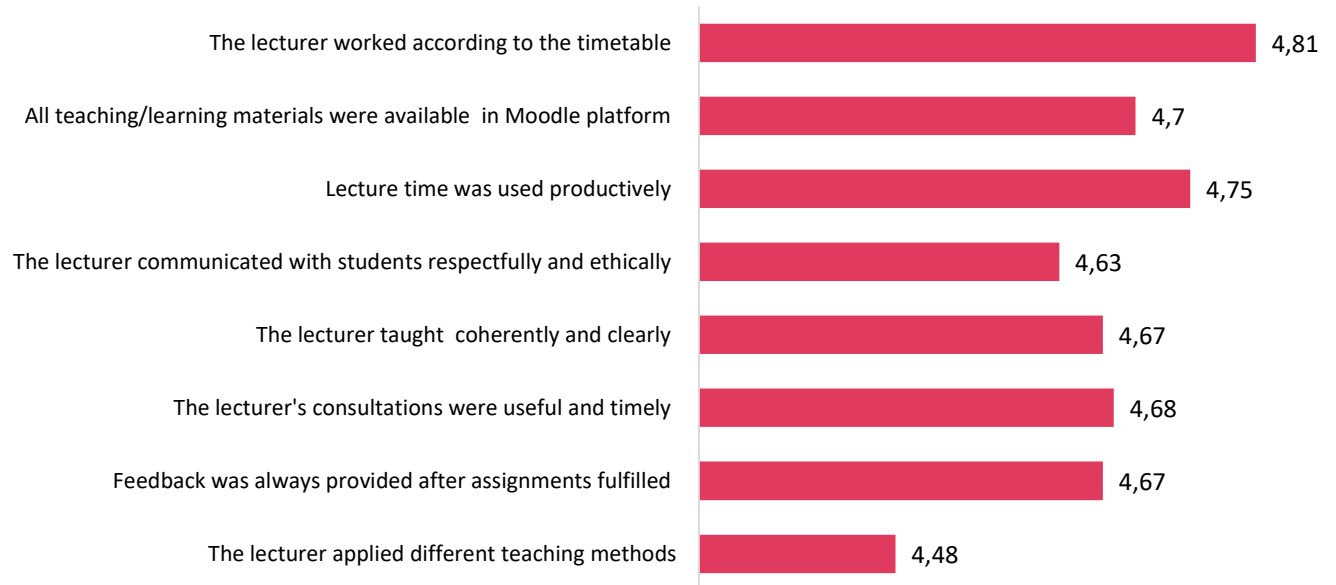 The lecturer worked according to the timetable 4,81
All teaching/learning materials were available  in Moodle platform 4,7
Lecture time was used productively 4,75
The lecturer communicated with students respectfully and ethically 4,63
The lecturer taught  coherently and clearly 4,67
The lecturer's consultations were useful and timely 4,68
Feedback was always provided after assignments fulfilled 4,67
The lecturer applied different teaching methods 4,48